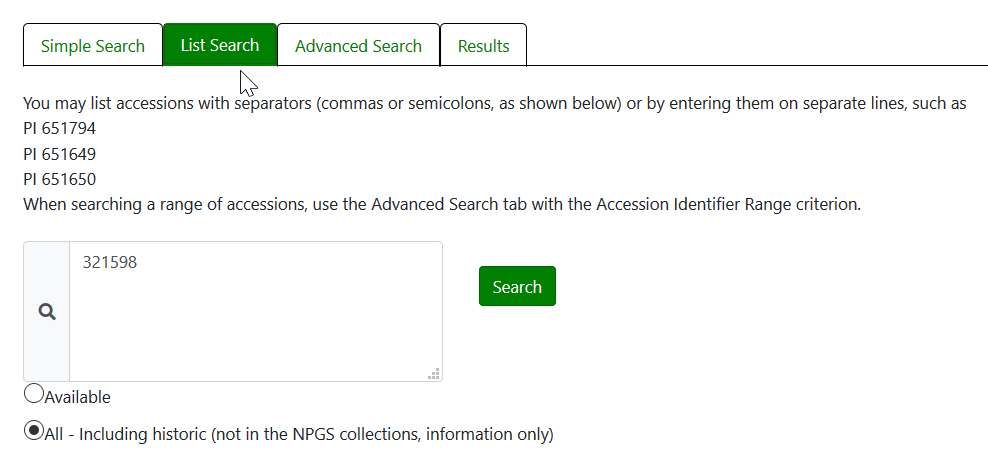 Simple Search List Search Advanced Search Results
You may list accessions with separators (commas or semicolons, as shown below) or by entering them on separate lines, such as
PI 651794
PI 651649
PI 651650
When searching a range of accessions, use the Advanced Search tab with the Accession Identifier Range criterion.
321598
Search
Available
All - Including historic (not in the NPGS collections, information only)